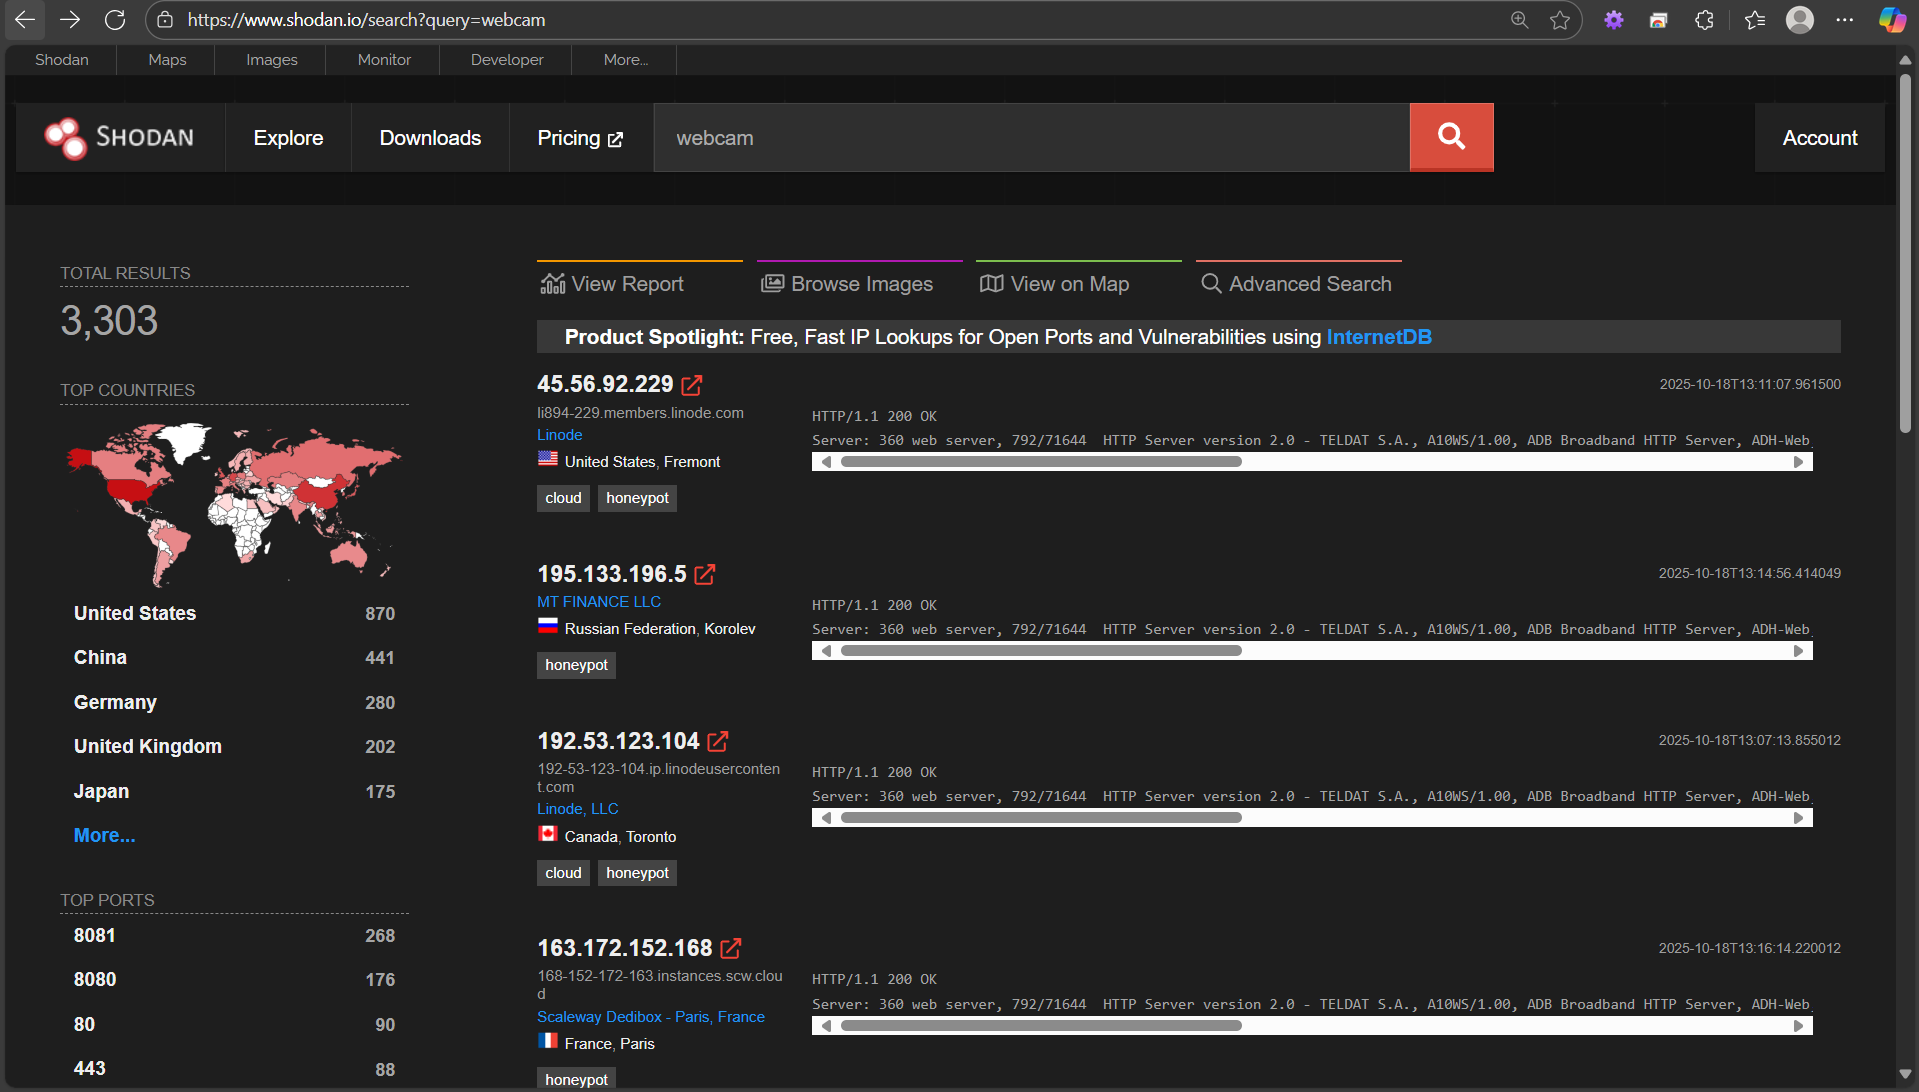 https://www.shodan.io/search?query=webcam
Shodan
Maps
Images
Monitor
Developer
More...
SHODAN
Explore
Downloads
Pricing
webcam
Account
TOTAL RESULTS
3,303
TOP COUNTRIES
United States 870
China 441
Germany 280
United Kingdom 202
Japan 175
More...
TOP PORTS
8081 268
8080 176
80 90
443 88
View Report
Browse Images
View on Map
Advanced Search
Product Spotlight: Free, Fast IP Lookups for Open Ports and Vulnerabilities using InternetDB
45.56.92.229
2025-10-18T13:11:07.961500
li894-229.members.linode.com
Linode
United States, Fremont
cloud
honeypot
HTTP/1.1 200 OK
Server: 360 web server, 792/71644  HTTP Server version 2.0 - TELDAT S.A., A10WS/1.00, ADB Broadband HTTP Server, ADH-Web
195.133.196.5
2025-10-18T13:14:56.414049
MT FINANCE LLC
Russian Federation, Korolev
honeypot
HTTP/1.1 200 OK
Server: 360 web server, 792/71644  HTTP Server version 2.0 - TELDAT S.A., A10WS/1.00, ADB Broadband HTTP Server, ADH-Web
192.53.123.104
2025-10-18T13:07:13.855012
192-53-123-104.ip.linodeuserconten
t.com
Linode, LLC
Canada, Toronto
cloud
honeypot
HTTP/1.1 200 OK
Server: 360 web server, 792/71644  HTTP Server version 2.0 - TELDAT S.A., A10WS/1.00, ADB Broadband HTTP Server, ADH-Web
163.172.152.168
2025-10-18T13:16:14.220012
168-152-172-163.instances.scw.clou
d
Scaleway Dedibox - Paris, France
France, Paris
honeypot
HTTP/1.1 200 OK
Server: 360 web server, 792/71644  HTTP Server version 2.0 - TELDAT S.A., A10WS/1.00, ADB Broadband HTTP Server, ADH-Web